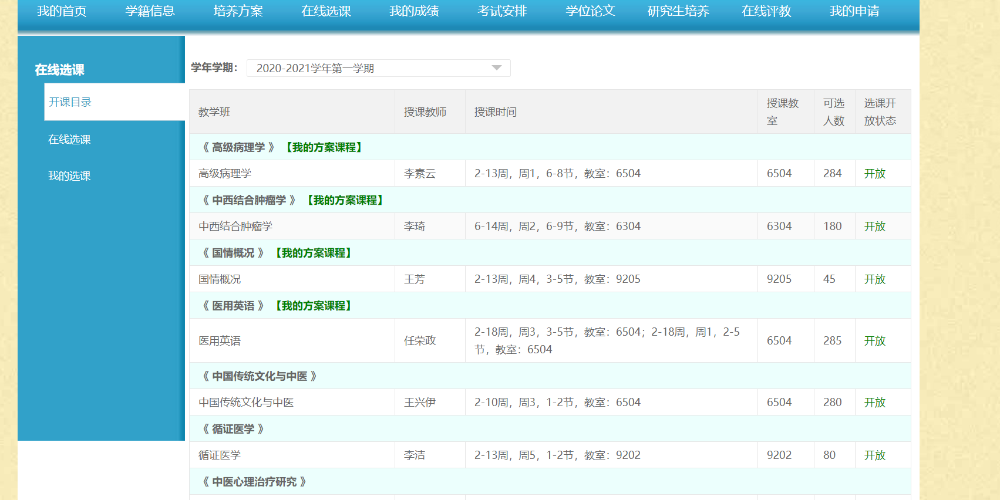 我的首页 学籍信息 培养方案 在线选课 我的成绩 考试安排 学位论文 研究生培养 在线评教 我的申请
在线选课
开课目录
在线选课
我的选课
学年学期： 2020-2021学年第一学期
教学班 授课教师 授课时间 授课教室 可选人数 选课开放状态
《 高级病理学 》 【我的方案课程】
高级病理学 李素云 2-13周，周1，6-8节，教室：6504 6504 284 开放
《 中西结合肿瘤学 》 【我的方案课程】
中西结合肿瘤学 李琦 6-14周，周2，6-9节，教室：6304 6304 180 开放
《 国情概况 》 【我的方案课程】
国情概况 王芳 2-13周，周4，3-5节，教室：9205 9205 45 开放
《 医用英语 》 【我的方案课程】
医用英语 任荣政 2-18周，周3，3-5节，教室：6504；2-18周，周1，2-5
节，教室：6504 6504 285 开放
《 中国传统文化与中医 》
中国传统文化与中医 王兴伊 2-10周，周3，1-2节，教室：6504 6504 280 开放
《 循证医学 》
循证医学 李洁 2-13周，周5，1-2节，教室：9202 9202 80 开放
《 中医心理治疗研究 》